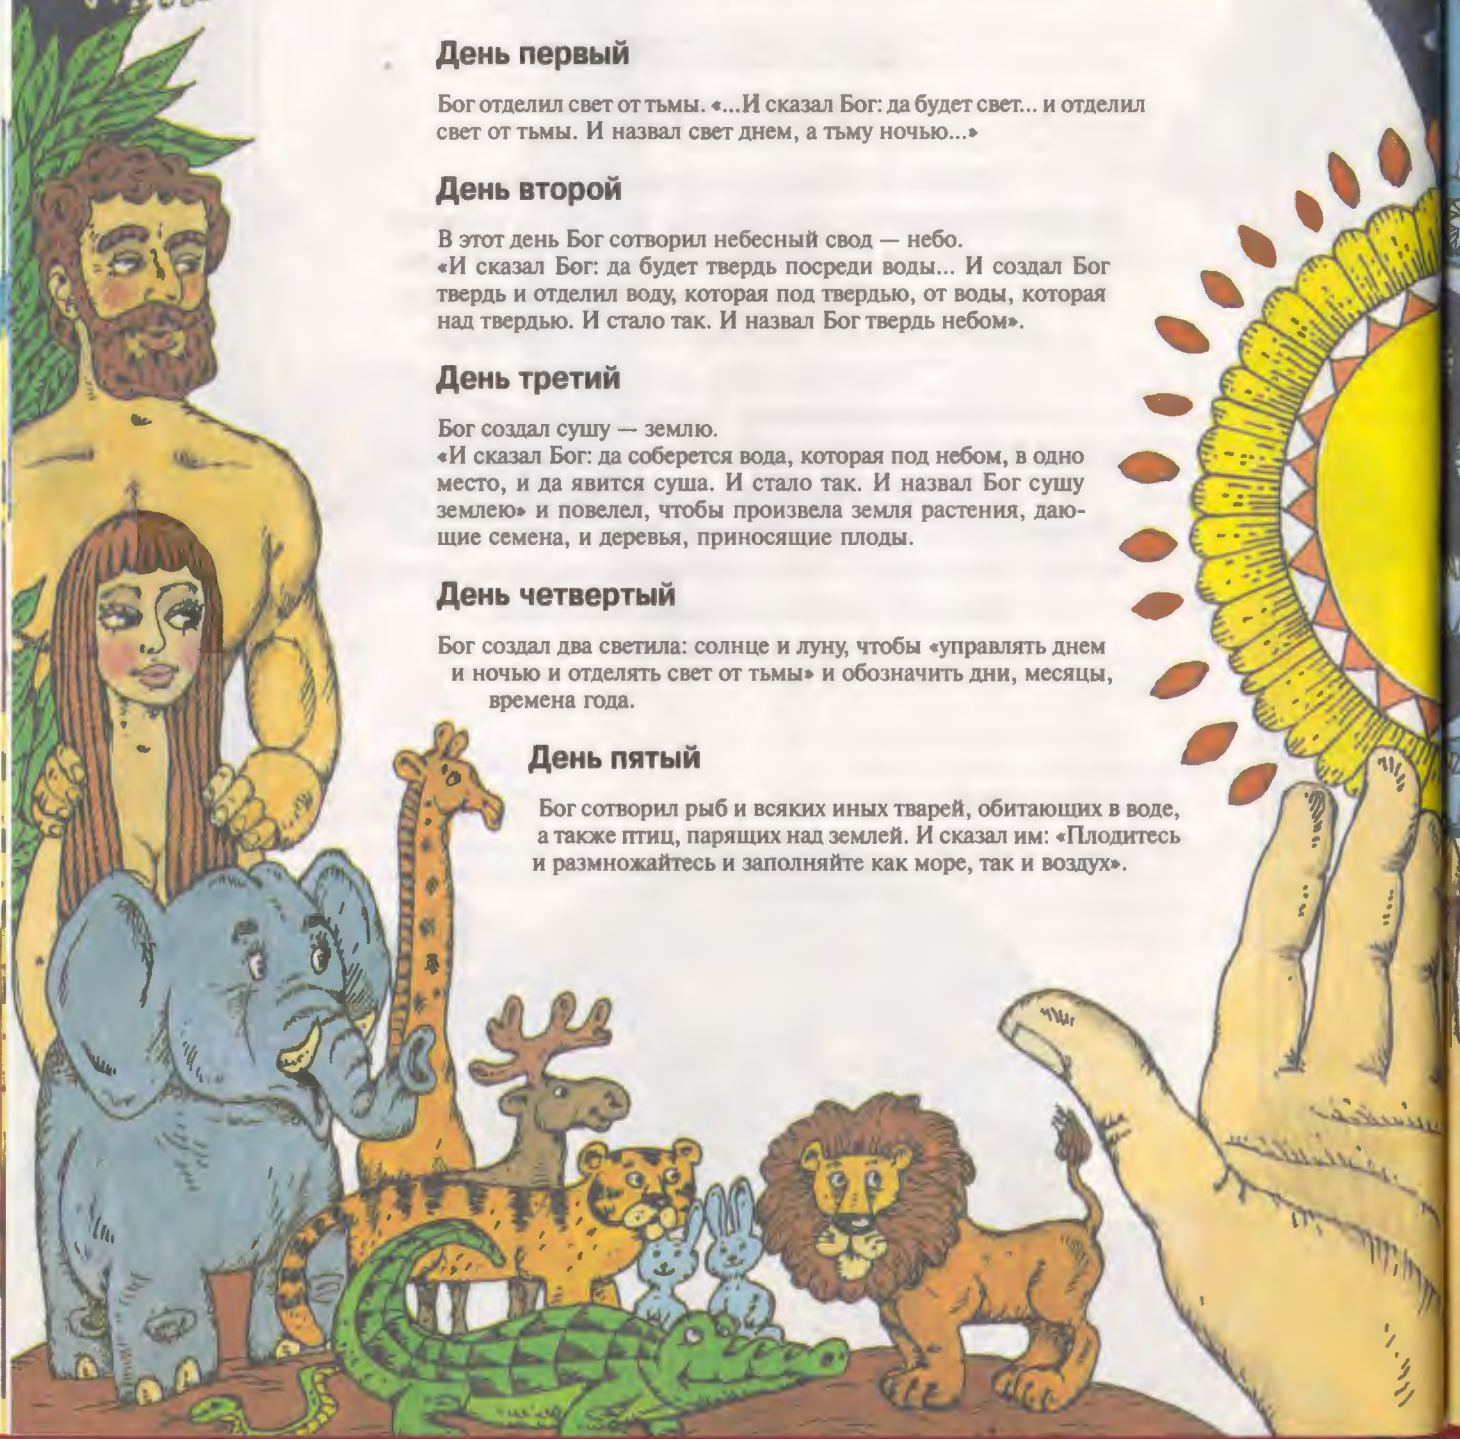 День первый
Бог отделил свет от тьмы. «...И сказал Бог: да будет свет... и отделил
свет от тьмы. И назвал свет днем, а тьму ночью...»
День второй
В этот день Бог сотворил небесный свод — небо.
«И сказал Бог: да будет твердь посреди воды... И создал Бог
твердь и отделил воду, которая под твердью, от воды, которая
над твердью. И стало так. И назвал Бог твердь небом».
День третий
Бог создал сушу — землю.
«И сказал Бог: да соберется вода, которая под небом, в одно
место, и да явится суша. И стало так. И назвал Бог сушу
землею» и повелел, чтобы произвела земля растения, даю-
щие семена, и деревья, приносящие плоды.
День четвертый
Бог создал два светила: солнце и луну, чтобы «управлять днем
и ночью и отделять свет от тьмы» и обозначить дни, месяцы,
времена года.
День пятый
Бог сотворил рыб и всяких иных тварей, обитающих в воде,
а также птиц, парящих над землей. И сказал им: «Плодитесь
и размножайтесь и заполняйте как море, так и воздух».